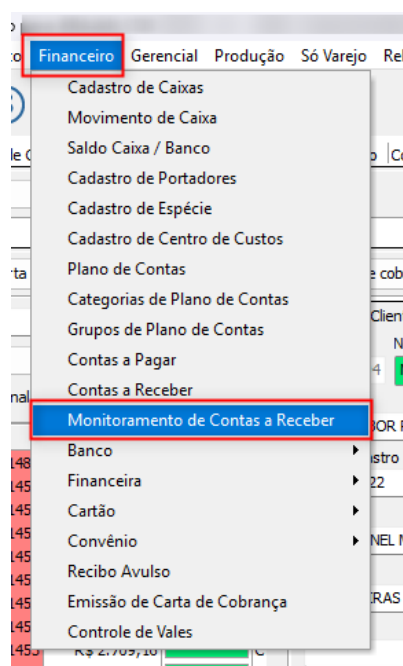 Financeiro Gerencial Produção Só Varejo
Cadastro de Caixas
Movimento de Caixa
Saldo Caixa / Banco
Cadastro de Portadores
Cadastro de Espécie
Cadastro de Centro de Custos
Plano de Contas
Categorias de Plano de Contas
Grupos de Plano de Contas
Contas a Pagar
Contas a Receber
Monitoramento de Contas a Receber
Banco
Financeira
Cartão
Convênio
Recibo Avulso
Emissão de Carta de Cobrança
Controle de Vales